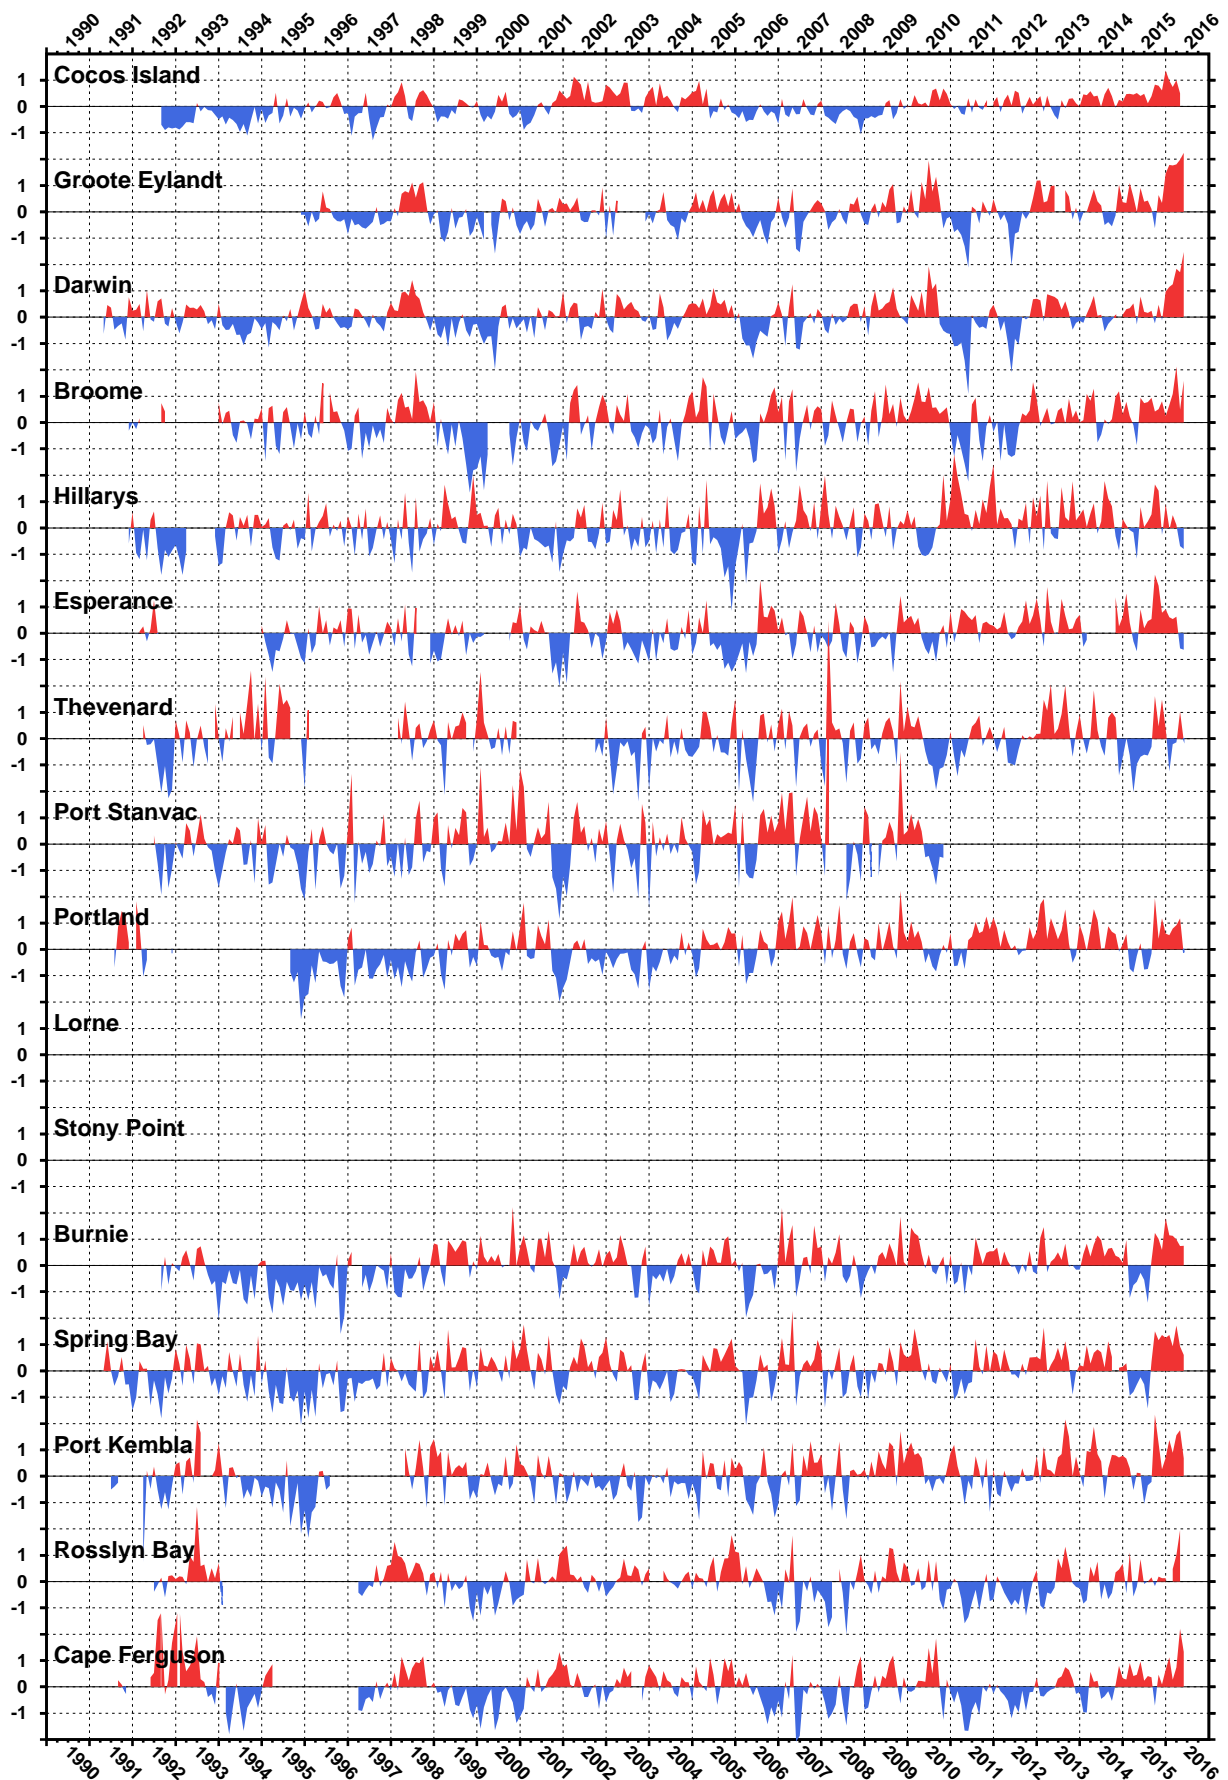 1990 1991 1992 1993 1994 1995 1996 1997 1998 1999 2000 2001 2002 2003 2004 2005 2006 2007 2008 2009 2010 2011 2012 2013 2014 2015 2016
Cocos Island
1
0
-1
Groote Eylandt
1
0
-1
Darwin
1
0
-1
Broome
1
0
-1
Hillarys
1
0
-1
Esperance
1
0
-1
Thevenard
1
0
-1
Port Stanvac
1
0
-1
Portland
1
0
-1
Lorne
1
0
-1
Stony Point
1
0
-1
Burnie
1
0
-1
Spring Bay
1
0
-1
Port Kembla
1
0
-1
Rosslyn Bay
1
0
-1
Cape Ferguson
1
0
-1
1990 1991 1992 1993 1994 1995 1996 1997 1998 1999 2000 2001 2002 2003 2004 2005 2006 2007 2008 2009 2010 2011 2012 2013 2014 2015 2016